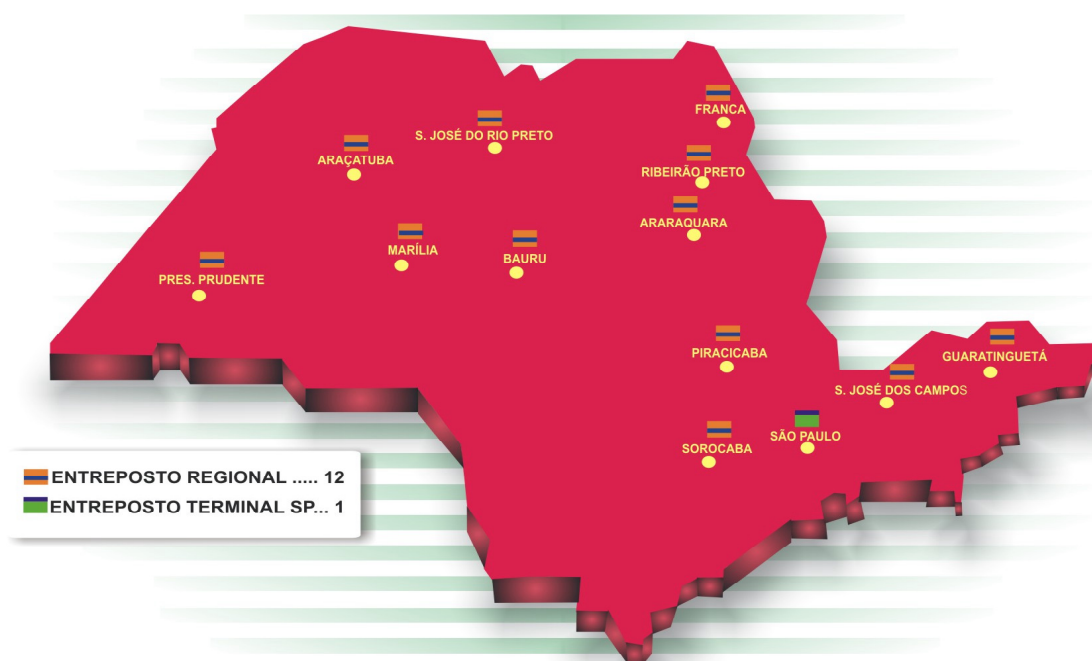 FRANCA
S. JOSÉ DO RIO PRETO
ARAÇATUBA
RIBEIRÃO PRETO
ARARAQUARA
MARÍLIA
BAURU
PRES. PRUDENTE
PIRACICABA
GUARATINGUETÁ
S. JOSÉ DOS CAMPOS
SÃO PAULO
SOROCABA
ENTREPOSTO REGIONAL ..... 12
ENTREPOSTO TERMINAL SP... 1